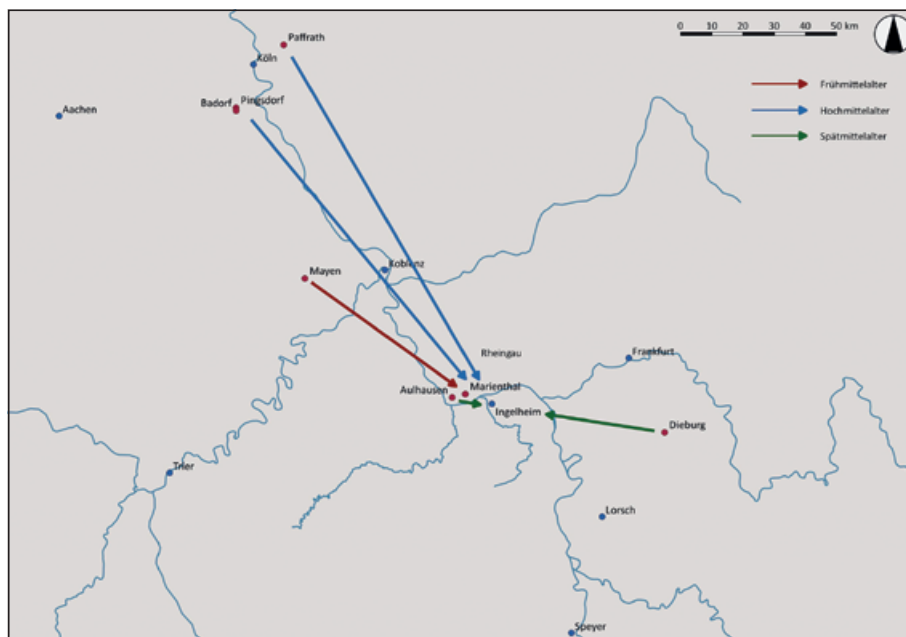 0 10 20 30 40 50 km
Paffrath
Köln
Badorf Pingsdorf
Aachen
Frühmittelalter
Hochmittelalter
Spätmittelalter
Koblenz
Mayen
Rheingau
Frankfurt
Marienthal
Aulhausen
Ingelheim
Dieburg
Trier
Lorsch
Speyer